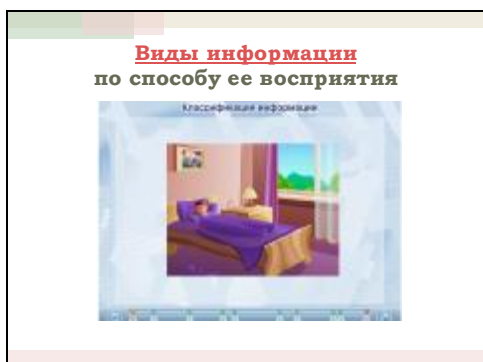 Виды информации
по способу ее восприятия
Классификация информации